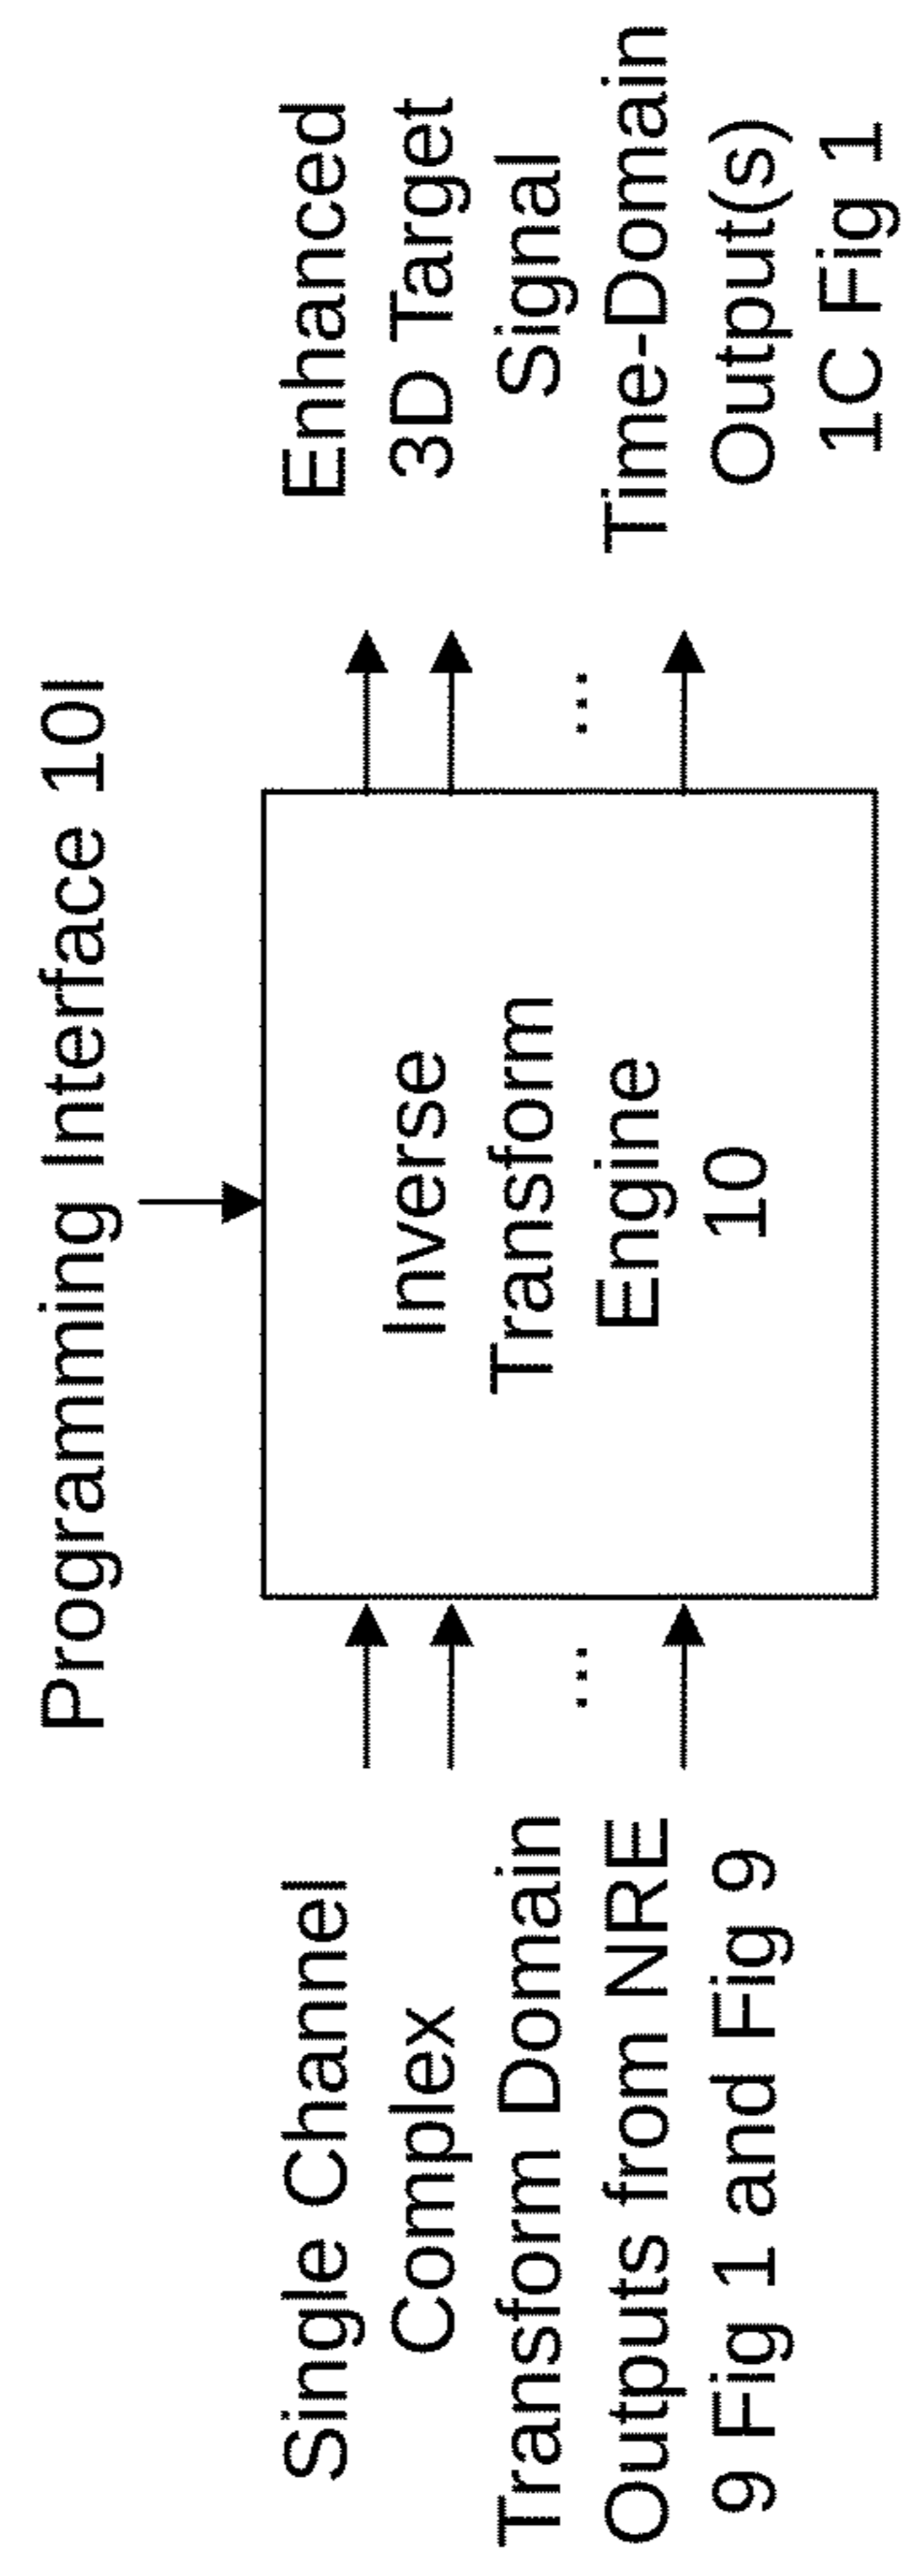 Programming Interface 10I
Single Channel
Complex
Transform Domain
Outputs from NRE
9 Fig 1 and Fig 9
...
Inverse
Transform
Engine
10
...
Enhanced
3D Target
Signal
Time-Domain
Output(s)
1C Fig 1